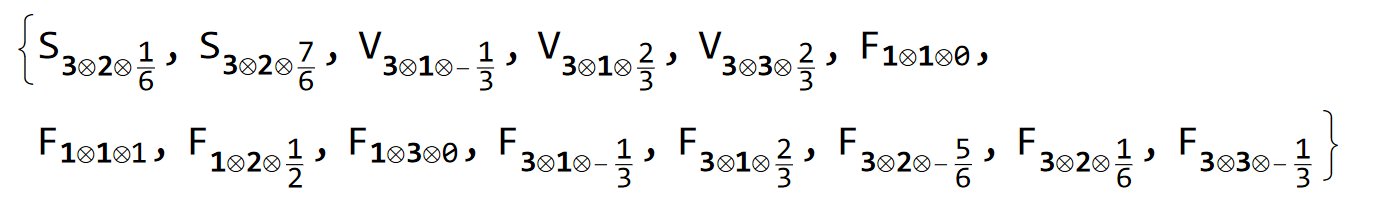 {S_{3⊗2⊗1/6}, S_{3⊗2⊗7/6}, V_{3⊗1⊗-1/3}, V_{3⊗1⊗2/3}, V_{3⊗3⊗2/3}, F_{1⊗1⊗0},
F_{1⊗1⊗1}, F_{1⊗2⊗1/2}, F_{1⊗3⊗0}, F_{3⊗1⊗-1/3}, F_{3⊗1⊗2/3}, F_{3⊗2⊗-5/6}, F_{3⊗2⊗1/6}, F_{3⊗3⊗-1/3}}